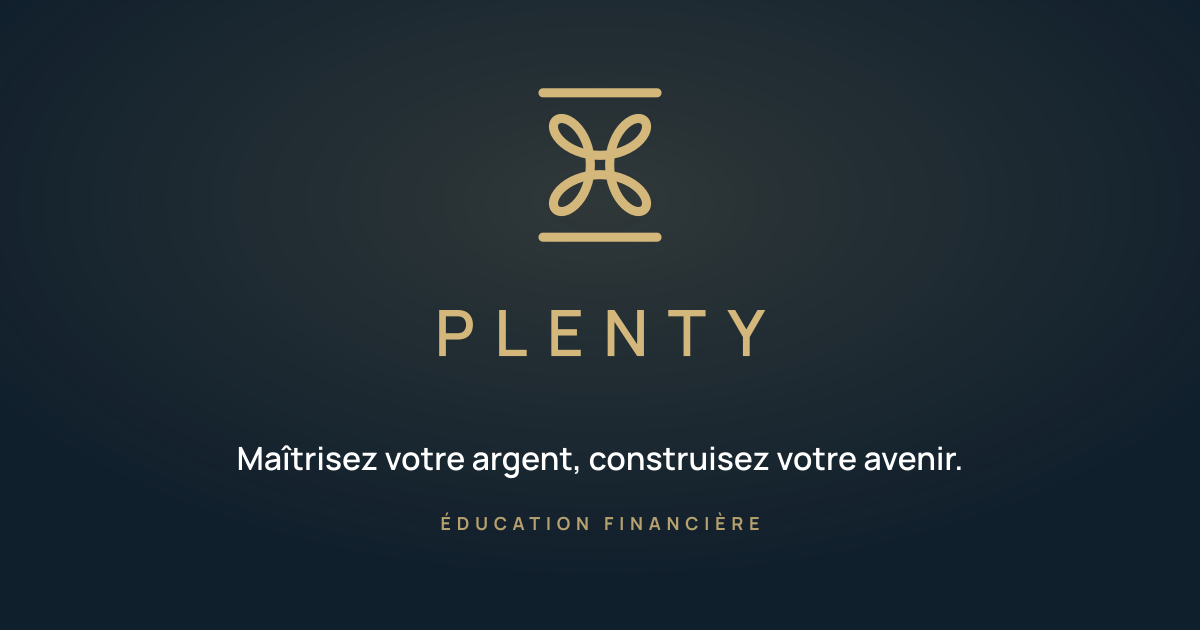 PLENTY
Maîtrisez votre argent, construisez votre avenir.
ÉDUCATION FINANCIÈRE